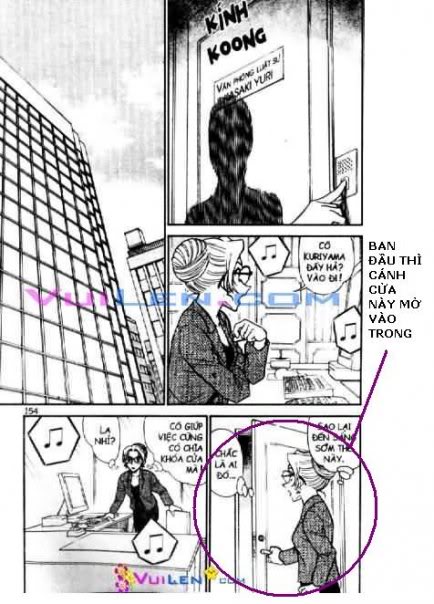 KÍNH
KOONG
VĂN PHÒNG LUẬT SƯ
ASAKI YURI
CÓ
KURIYAMA
ĐẤY HẢ?
VÀO ĐI!
BAN
ĐẦU THÌ
CÁNH
CỬA
NÀY MỞ
VÀO
TRONG
VUILEN.COM
154
LẠ
NHỈ?
CÔ GIÚP
VIỆC CŨNG
CÓ CHÌA
KHÓA CỬA
MÀ!
CHẮC
LÀ AI
ĐÓ...
SAO LẠI
ĐẾN SÁNG
SỚM THẾ
NÀY.
VUILEN.COM